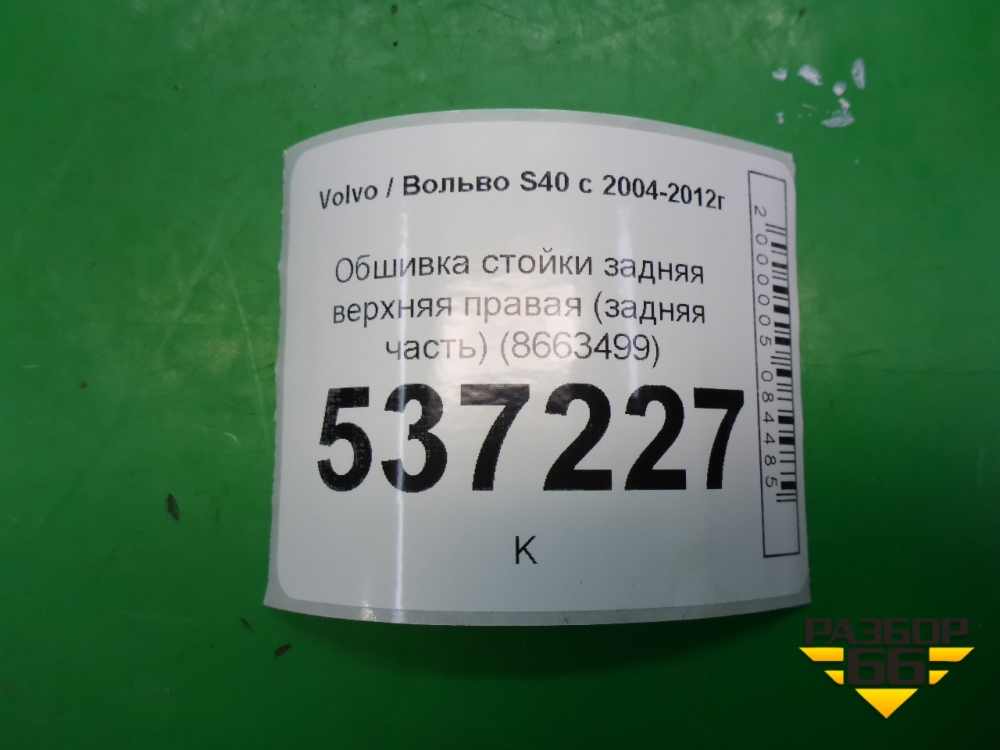 Volvo / Вольво S40 с 2004-2012г
Обшивка стойки задняя
верхняя правая (задняя
часть) (8663499)
537227
К
2000005084485
РАЗБОР
66